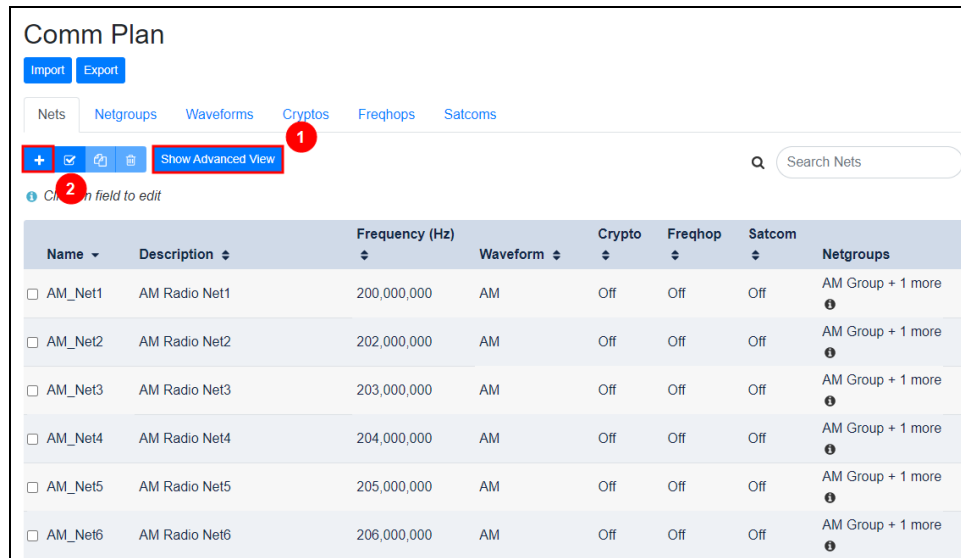 Comm Plan
Import Export
Nets Netgroups Waveforms Cryptos Freqhops Satcoms
1
+ Show Advanced View Search Nets
2
field to edit
Frequency (Hz) Crypto Freqhop Satcom
Name Description Waveform Netgroups
AM_Net1 AM Radio Net1 200,000,000 AM Off Off Off AM Group + 1 more
AM_Net2 AM Radio Net2 202,000,000 AM Off Off Off AM Group + 1 more
AM_Net3 AM Radio Net3 203,000,000 AM Off Off Off AM Group + 1 more
AM_Net4 AM Radio Net4 204,000,000 AM Off Off Off AM Group + 1 more
AM_Net5 AM Radio Net5 205,000,000 AM Off Off Off AM Group + 1 more
AM_Net6 AM Radio Net6 206,000,000 AM Off Off Off AM Group + 1 more